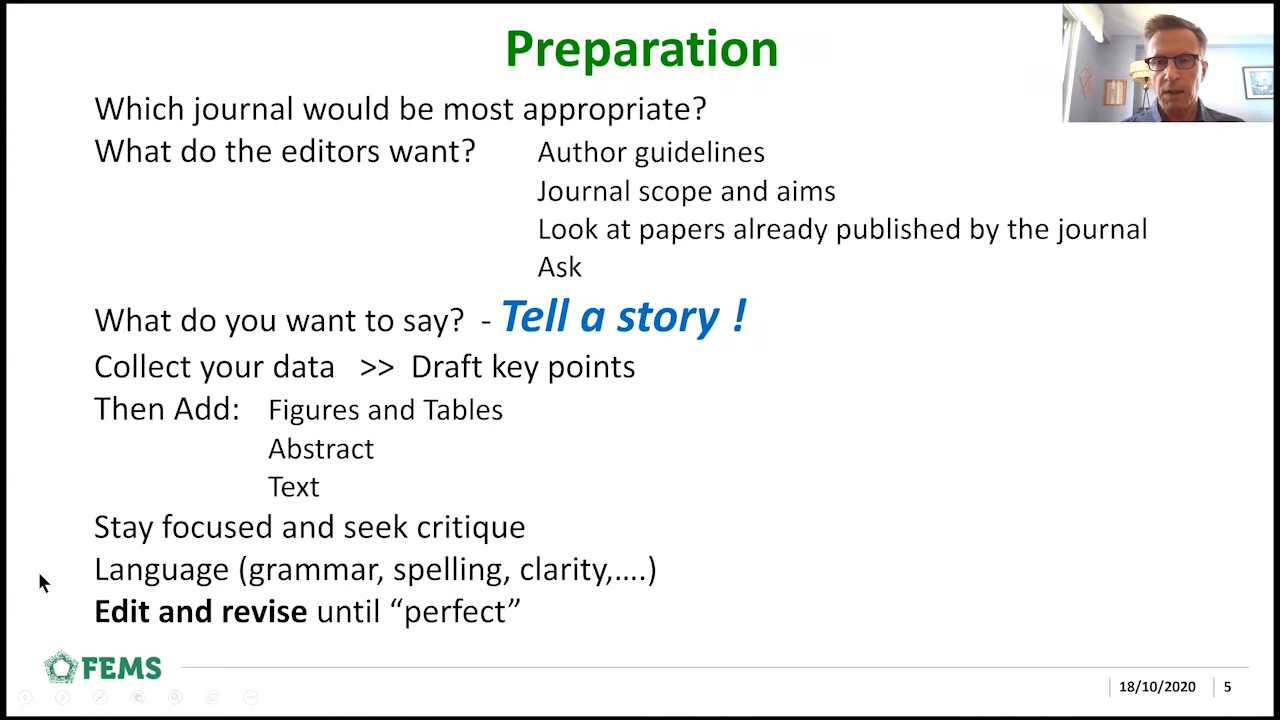 Preparation
Which journal would be most appropriate?
What do the editors want? Author guidelines
Journal scope and aims
Look at papers already published by the journal
Ask
What do you want to say? - Tell a story !
Collect your data >> Draft key points
Then Add: Figures and Tables
Abstract
Text
Stay focused and seek critique
Language (grammar, spelling, clarity,....)
Edit and revise until “perfect”
FEMS
18/10/2020 5